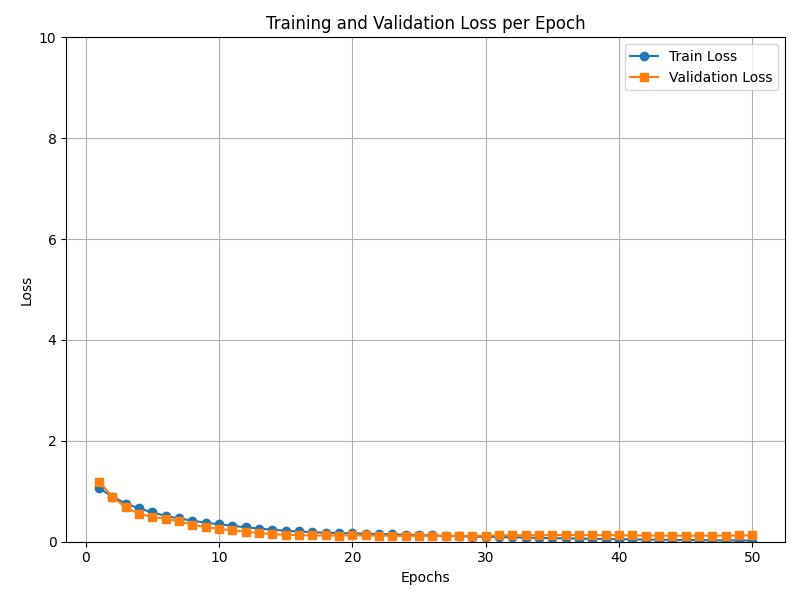 Training and Validation Loss per Epoch
Train Loss
Validation Loss
Loss
10
8
6
4
2
0
0 10 20 30 40 50
Epochs